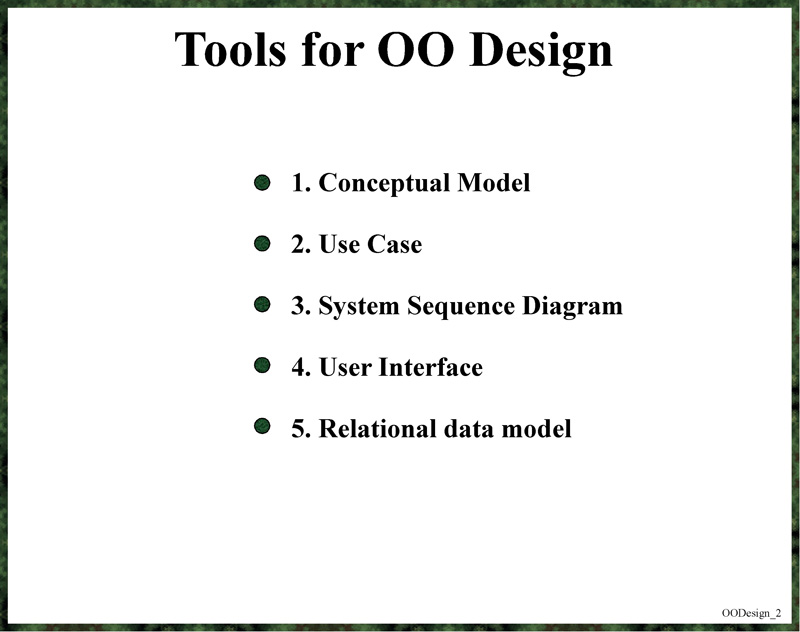 Tools for OO Design
1. Conceptual Model
2. Use Case
3. System Sequence Diagram
4. User Interface
5. Relational data model
OODesign_2